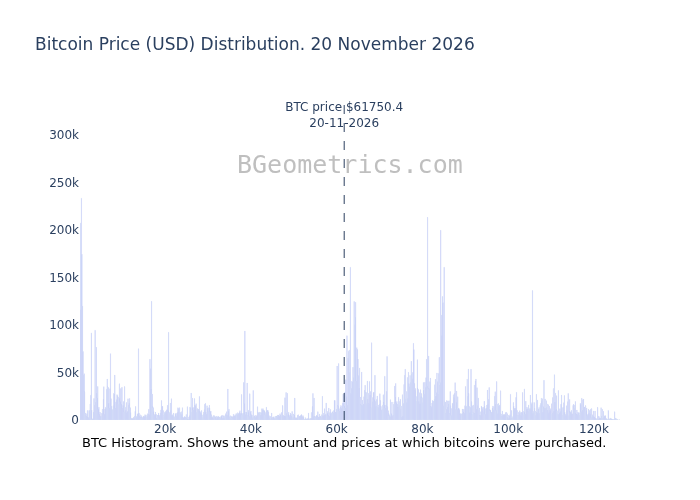 Bitcoin Price (USD) Distribution. 20 November 2026
BTC price $61750.4
20-11-2026
BGeometrics.com
300k
250k
200k
150k
100k
50k
0
20k 40k 60k 80k 100k 120k
BTC Histogram. Shows the amount and prices at which bitcoins were purchased.